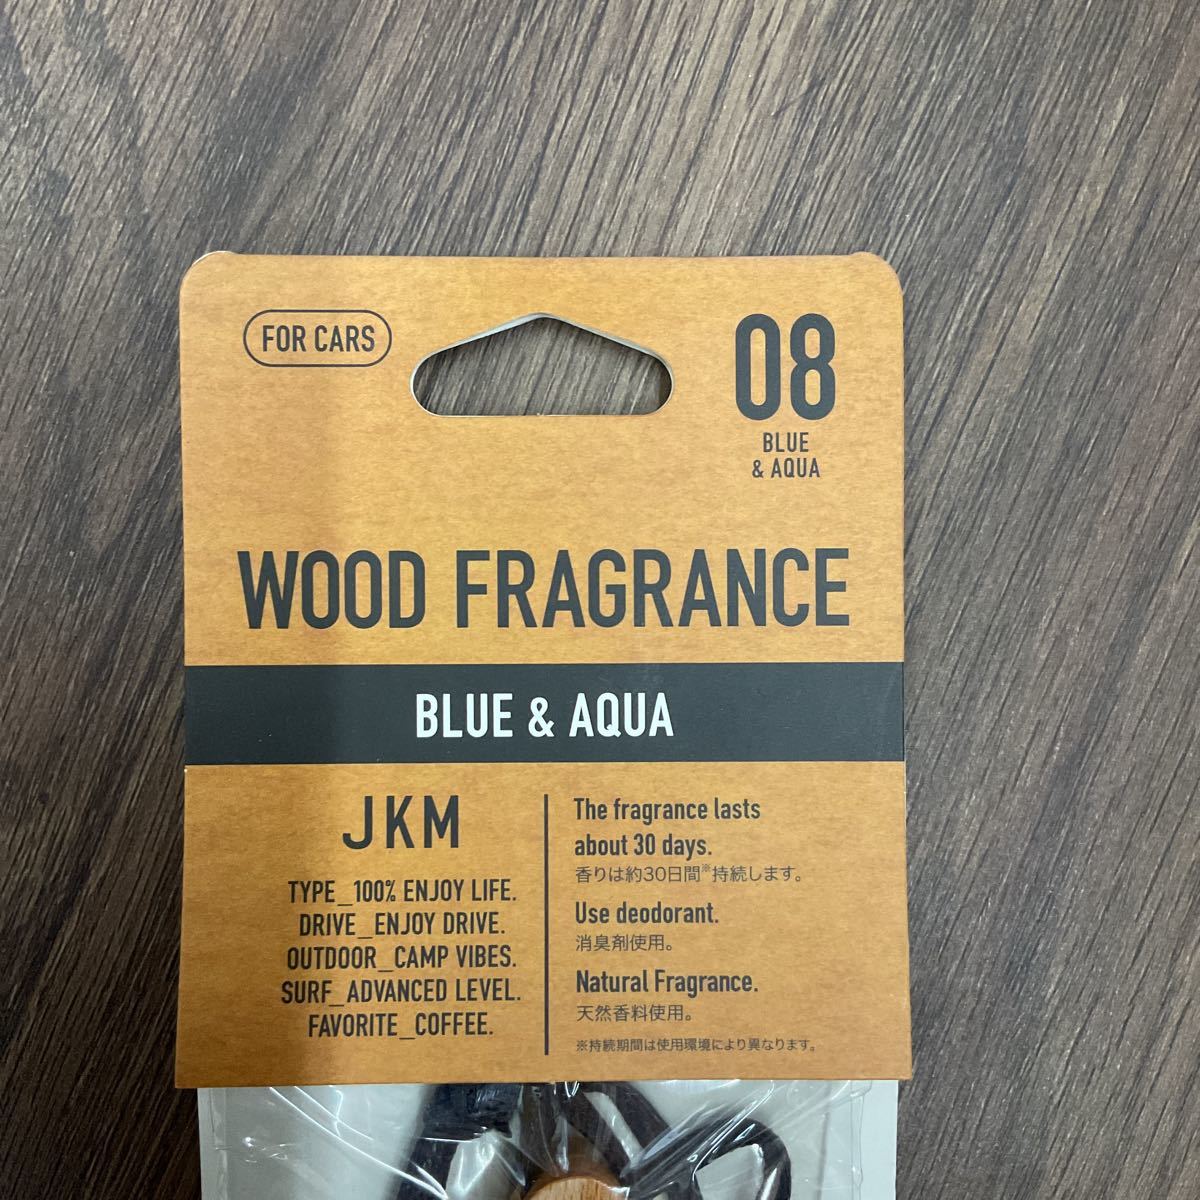 FOR CARS
08
BLUE
& AQUA
WOOD FRAGRANCE
BLUE & AQUA
JKM
TYPE_100% ENJOY LIFE.
DRIVE_ENJOY DRIVE.
OUTDOOR_CAMP VIBES.
SURF_ADVANCED LEVEL.
FAVORITE_COFFEE.
The fragrance lasts
about 30 days.
香りは約30日間※持続します。
Use deodorant.
消臭剤使用。
Natural Fragrance.
天然香料使用。
※持続期間は使用環境により異なります。